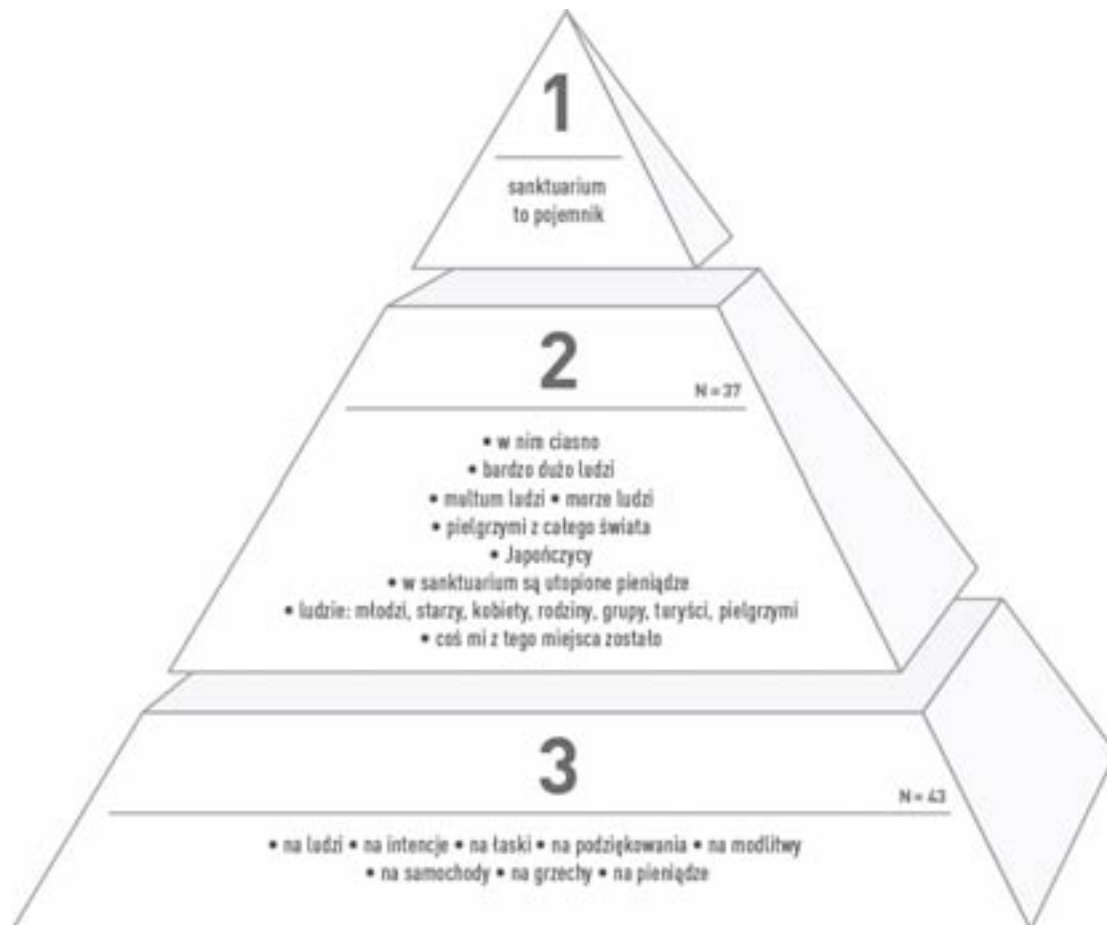 1
sanktuarium
to pojemnik
2
N = 37
• w nim ciasno
• bardzo dużo ludzi
• multum ludzi • morze ludzi
• pielgrzymi z całego świata
• Japończycy
• w sanktuarium są utopione pieniądze
• ludzie: młodzi, starzy, kobiety, rodziny, grupy, turyści, pielgrzymi
• coś mi z tego miejsca zostało
3
N = 43
• na ludzi • na intencje • na łaski • na podziękowania • na modlitwy
• na samochody • na grzechy • na pieniądze